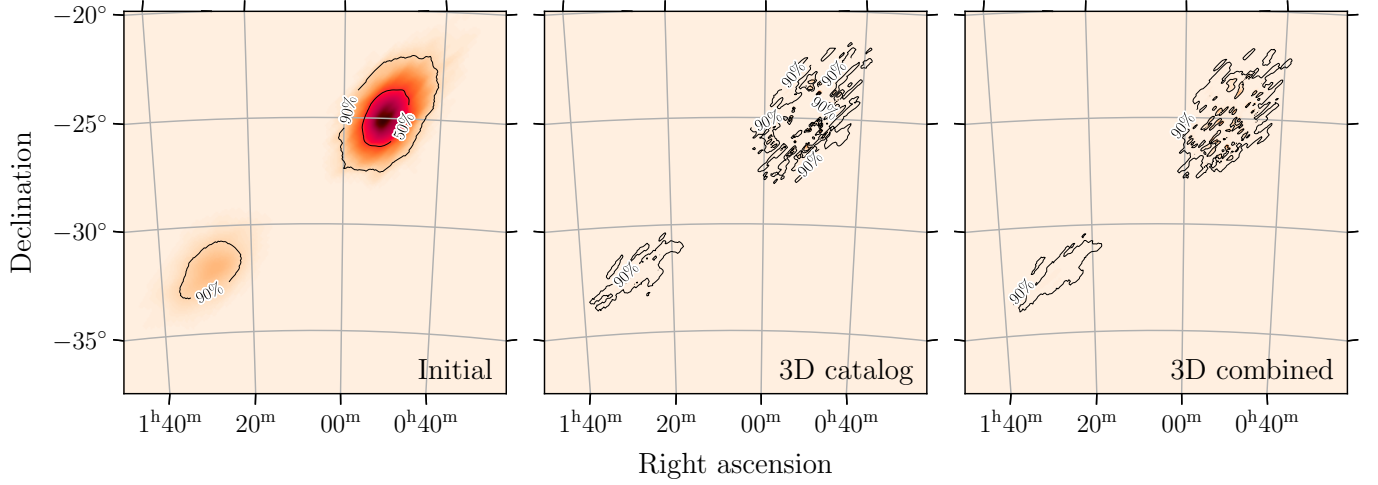 −20°
−25°
−30°
−35°
Declination
90%
50%
90%
Initial
1ʰ40ᵐ 20ᵐ 00ᵐ 0ʰ40ᵐ
90%
90%
90%
90%
90%
90%
3D catalog
1ʰ40ᵐ 20ᵐ 00ᵐ 0ʰ40ᵐ
90%
90%
3D combined
1ʰ40ᵐ 20ᵐ 00ᵐ 0ʰ40ᵐ
Right ascension